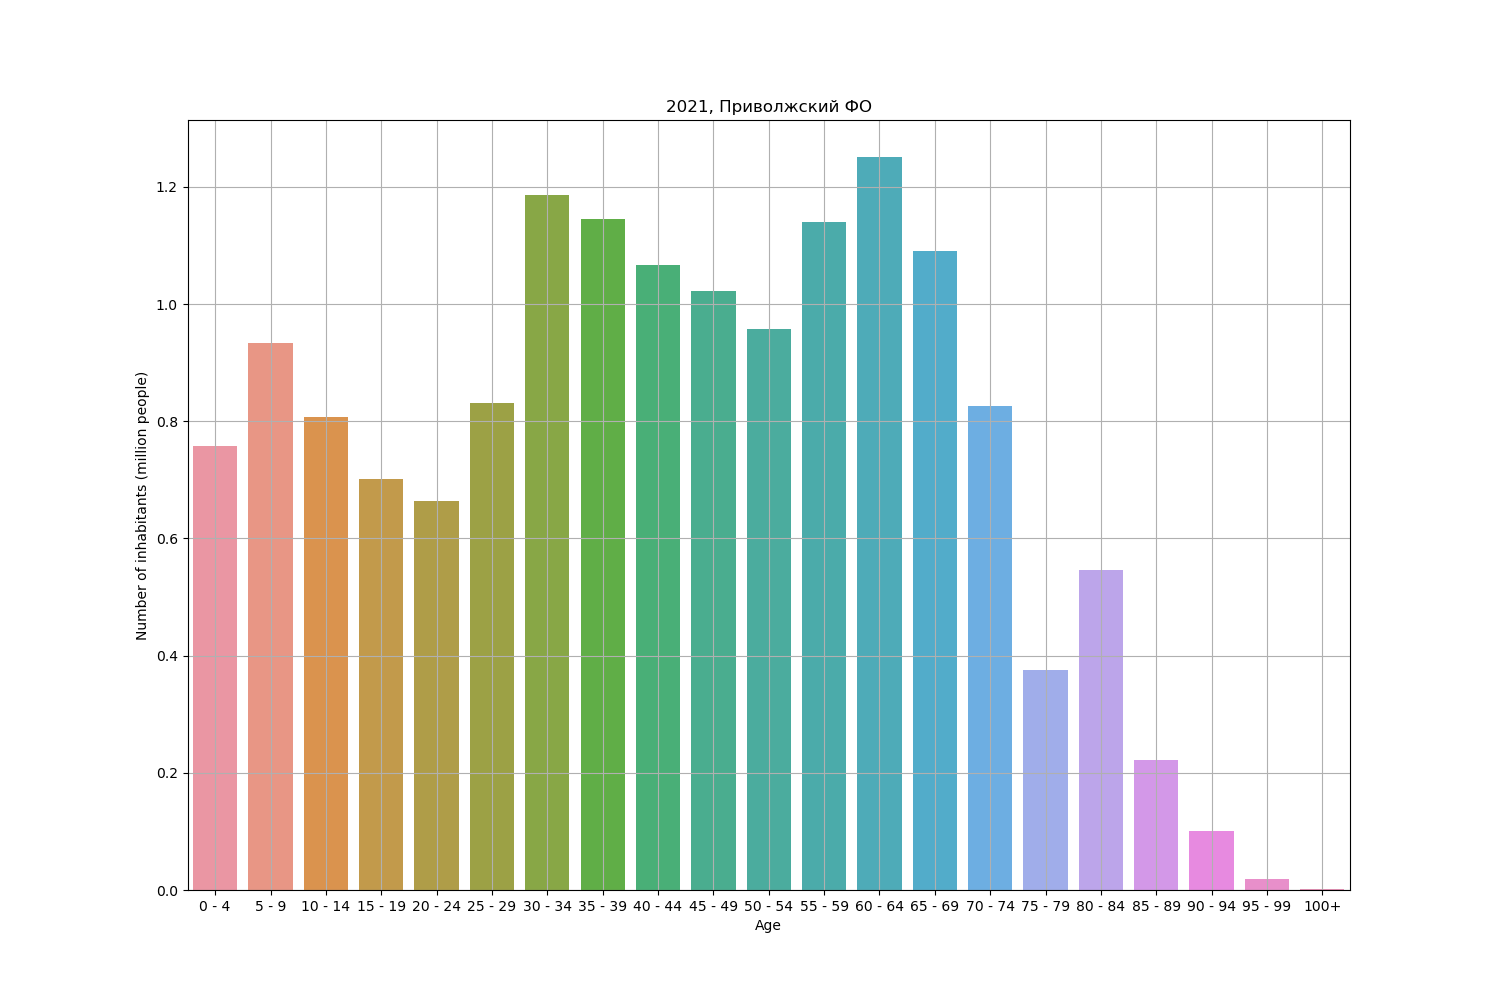 2021, Приволжский ФО
Number of inhabitants (million people)
1.2
1.0
0.8
0.6
0.4
0.2
0.0
0 - 4 5 - 9 10 - 14 15 - 19 20 - 24 25 - 29 30 - 34 35 - 39 40 - 44 45 - 49 50 - 54 55 - 59 60 - 64 65 - 69 70 - 74 75 - 79 80 - 84 85 - 89 90 - 94 95 - 99 100+
Age